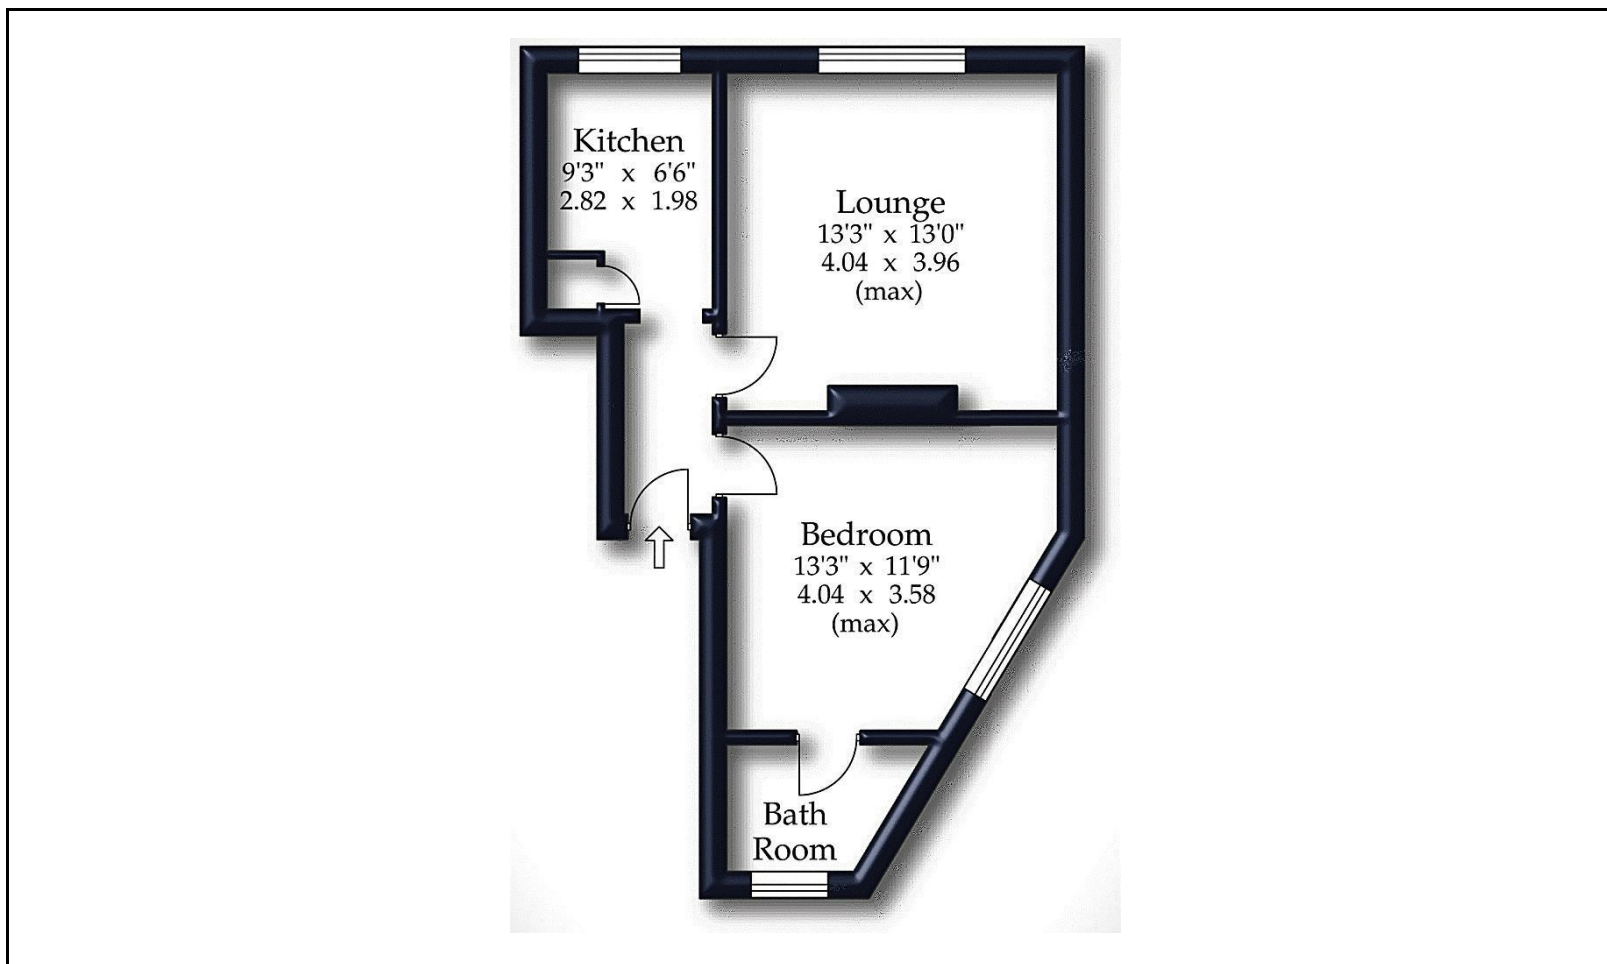 Kitchen
9'3" x 6'6"
2.82 x 1.98
Lounge
13'3" x 13'0"
4.04 x 3.96
(max)
Bedroom
13'3" x 11'9"
4.04 x 3.58
(max)
Bath
Room